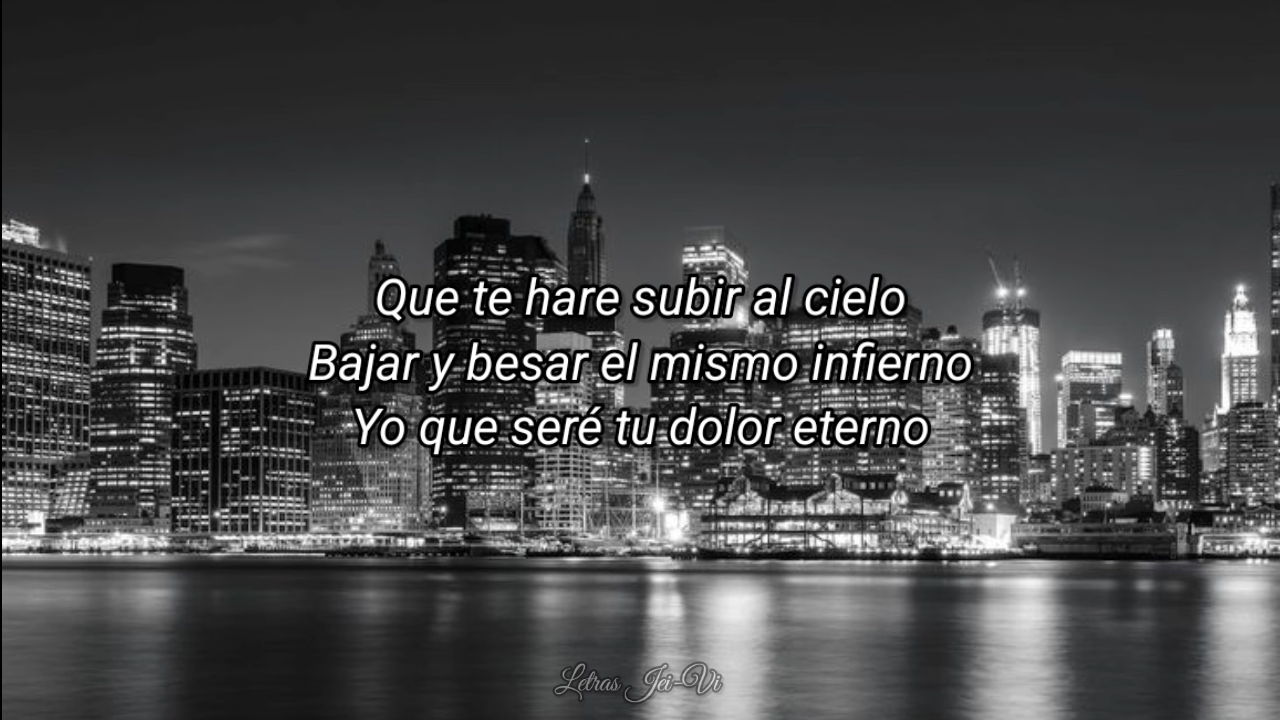 Que te hare subir al cielo
Bajar y besar el mismo infierno
Yo que seré tu dolor eterno
Letras Jei-Vi